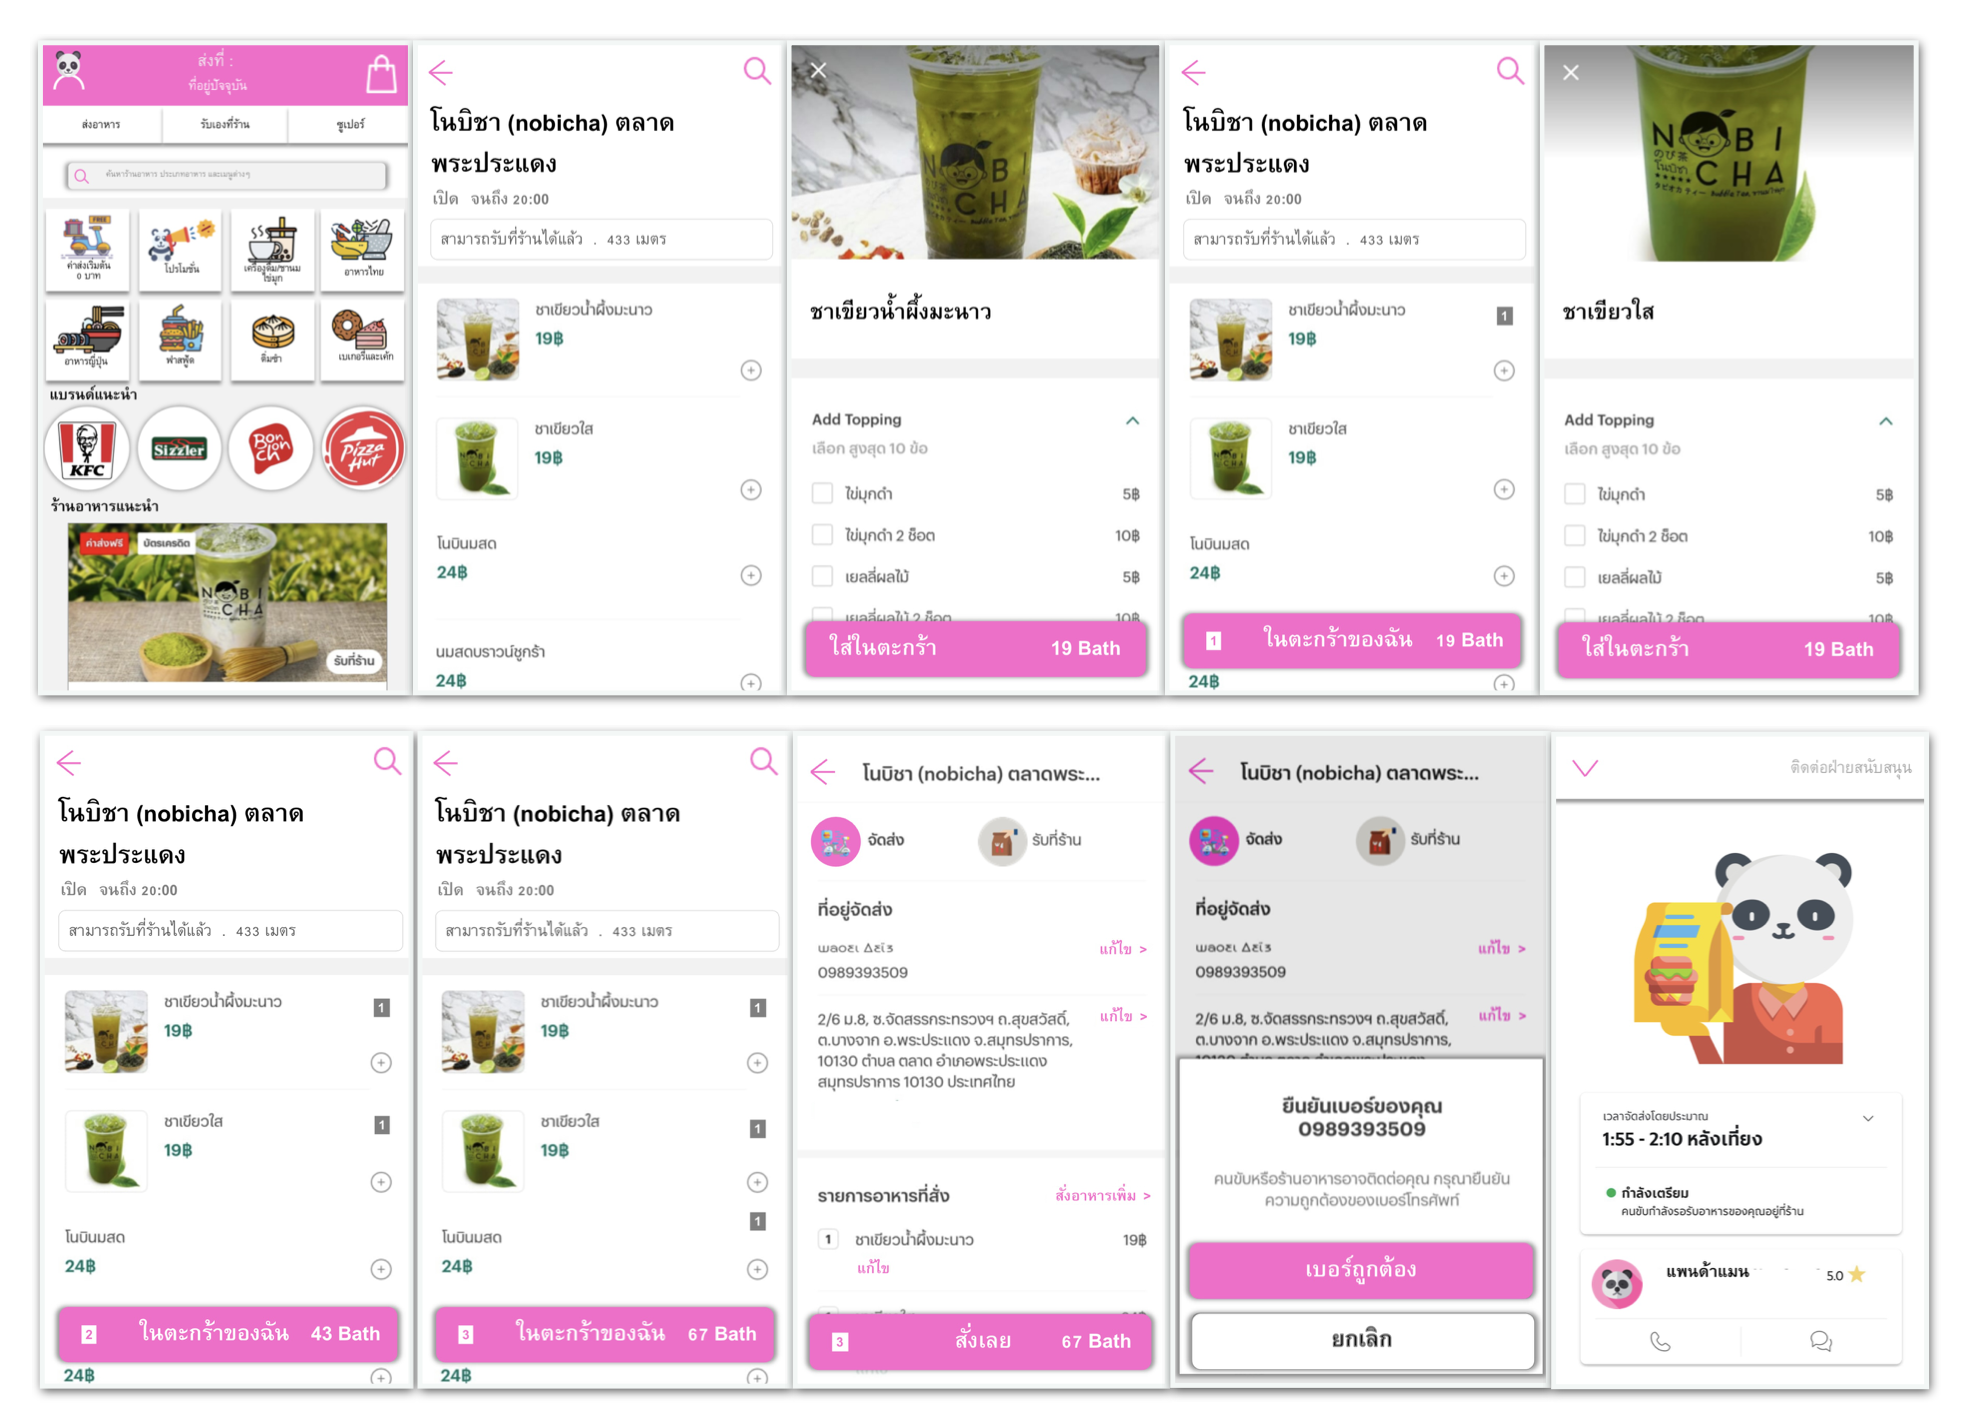 ส่งที่ :
ที่อยู่ปัจจุบัน
ส่งอาหาร
รับเองที่ร้าน
ซูเปอร์
ค้นหาร้านอาหาร ประเภทอาหาร และเมนูต่างๆ
FREE
ค่าส่งเริ่มต้น
0 บาท
โปรโมชั่น
เครื่องดื่ม/ชานม
ไข่มุก
อาหารไทย
อาหารญี่ปุ่น
ฟาสฟู้ด
ติ่มซำ
เบเกอรี่และเค้ก
แบรนด์แนะนำ
KFC
Sizzler
Bon
chon
Pizza
Hut
ร้านอาหารแนะนำ
ค่าส่งฟรี
บัตรเครดิต
NOBI
CHA
รับที่ร้าน
โนบิชา (nobicha) ตลาด
พระประแดง
เปิด จนถึง 20:00
สามารถรับที่ร้านได้แล้ว . 433 เมตร
ชาเขียวน้ำผึ้งมะนาว
19฿
ชาเขียวใส
19฿
โนบินมสด
24฿
นมสดบราวน์ชูกร้า
24฿
NOBI
CHA
ชาเขียวน้ำผึ้งมะนาว
Add Topping
เลือก สูงสุด 10 ข้อ
ไข่มุกดำ 5฿
ไข่มุกดำ 2 ช็อต 10฿
เยลลี่ผลไม้ 5฿
เยลลี่ผลไม้ 2 ช็อต 10฿
ใส่ในตะกร้า 19 Bath
โนบิชา (nobicha) ตลาด
พระประแดง
เปิด จนถึง 20:00
สามารถรับที่ร้านได้แล้ว . 433 เมตร
ชาเขียวน้ำผึ้งมะนาว 1
19฿
ชาเขียวใส
19฿
โนบินมสด
24฿
1 ในตะกร้าของฉัน 19 Bath
24฿
NOBI
のび茶
โนบิชา
CHA
ชาเขียวใส
Add Topping
เลือก สูงสุด 10 ข้อ
ไข่มุกดำ 5฿
ไข่มุกดำ 2 ช็อต 10฿
เยลลี่ผลไม้ 5฿
เยลลี่ผลไม้ 2 ช็อต 10฿
ใส่ในตะกร้า 19 Bath
โนบิชา (nobicha) ตลาด
พระประแดง
เปิด จนถึง 20:00
สามารถรับที่ร้านได้แล้ว . 433 เมตร
ชาเขียวน้ำผึ้งมะนาว 1
19฿
ชาเขียวใส 1
19฿
โนบินมสด
24฿
2 ในตะกร้าของฉัน 43 Bath
24฿
โนบิชา (nobicha) ตลาด
พระประแดง
เปิด จนถึง 20:00
สามารถรับที่ร้านได้แล้ว . 433 เมตร
ชาเขียวน้ำผึ้งมะนาว 1
19฿
ชาเขียวใส 1
19฿
1
โนบินมสด
24฿
3 ในตะกร้าของฉัน 67 Bath
24฿
โนบิชา (nobicha) ตลาดพระ...
จัดส่ง
รับที่ร้าน
ที่อยู่จัดส่ง
แก้ไข >
0989393509
2/6 ม.8, ซ.จัดสรรกระทรวงฯ ถ.สุขสวัสดิ์, แก้ไข >
ต.บางจาก อ.พระประแดง จ.สมุทรปราการ,
10130 ตำบล ตลาด อำเภอพระประแดง
สมุทรปราการ 10130 ประเทศไทย
รายการอาหารที่สั่ง สั่งอาหารเพิ่ม >
1 ชาเขียวน้ำผึ้งมะนาว 19฿
แก้ไข
3 สั่งเลย 67 Bath
โนบิชา (nobicha) ตลาดพระ...
จัดส่ง
รับที่ร้าน
ที่อยู่จัดส่ง
แก้ไข >
0989393509
2/6 ม.8, ซ.จัดสรรกระทรวงฯ ถ.สุขสวัสดิ์, แก้ไข >
ต.บางจาก อ.พระประแดง จ.สมุทรปราการ,
ยืนยันเบอร์ของคุณ
0989393509
คนขับหรือร้านอาหารอาจติดต่อคุณ กรุณายืนยัน
ความถูกต้องของเบอร์โทรศัพท์
เบอร์ถูกต้อง
ยกเลิก
ติดต่อฝ่ายสนับสนุน
เวลาจัดส่งโดยประมาณ
1:55 - 2:10 หลังเที่ยง
กำลังเตรียม
คนขับกำลังรอรับอาหารของคุณอยู่ที่ร้าน
แพนด้าแมน 5.0